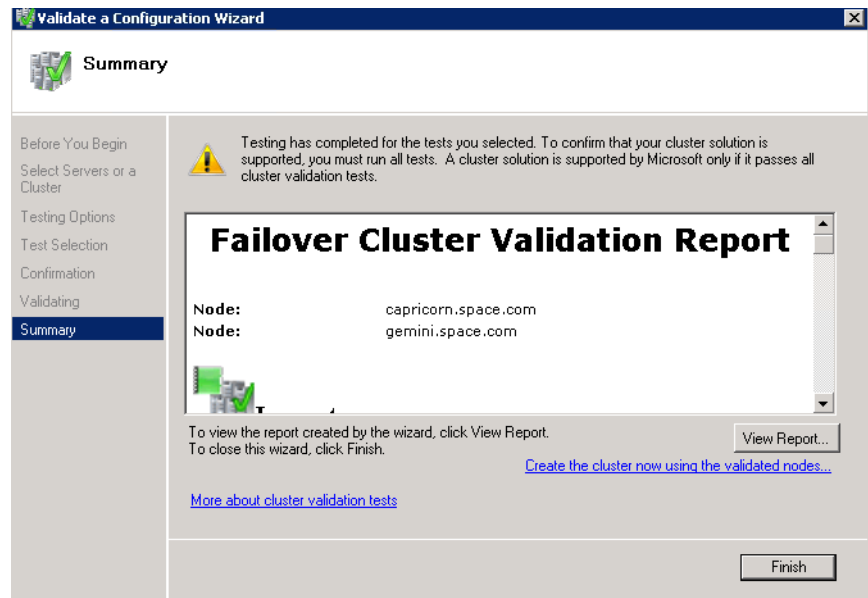 Validate a Configuration Wizard
Summary
Before You Begin
Select Servers or a
Cluster
Testing Options
Test Selection
Confirmation
Validating
Summary
Testing has completed for the tests you selected. To confirm that your cluster solution is
supported, you must run all tests. A cluster solution is supported by Microsoft only if it passes all
cluster validation tests.
Failover Cluster Validation Report
Node: capricorn.space.com
Node: gemini.space.com
To view the report created by the wizard, click View Report.
To close this wizard, click Finish.
View Report...
Create the cluster now using the validated nodes...
More about cluster validation tests
Finish